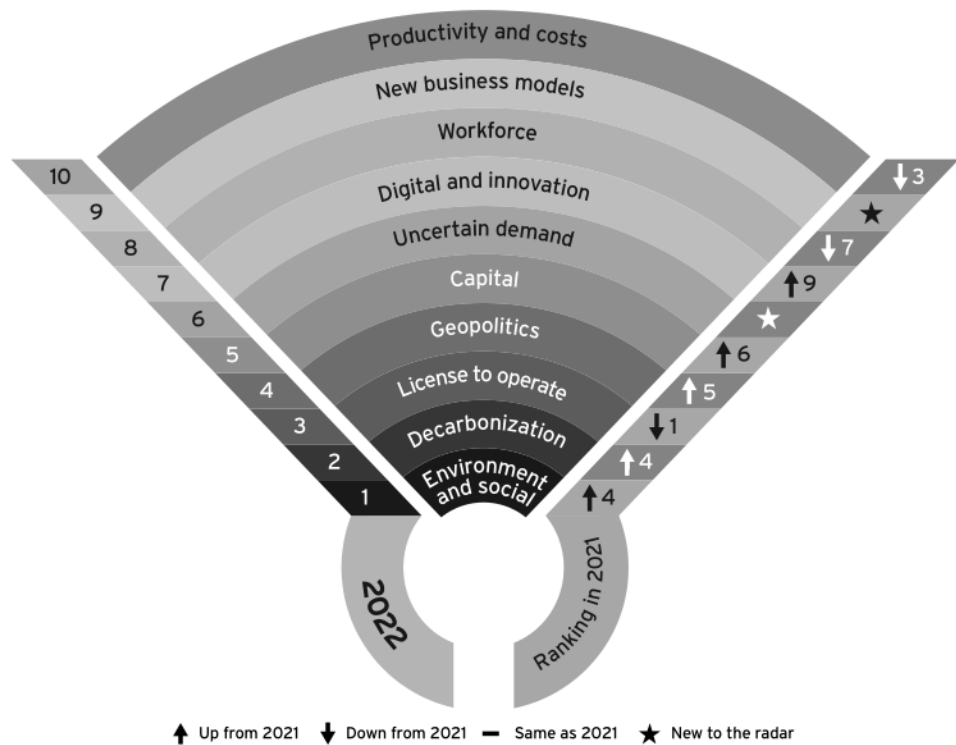 Productivity and costs
New business models
Workforce
Digital and innovation
Uncertain demand
Capital
Geopolitics
License to operate
Decarbonization
Environment
and social
10
9
8
7
6
5
4
3
2
1
2022
3
7
9
6
5
1
4
4
Ranking in 2021
Up from 2021
Down from 2021
Same as 2021
New to the radar